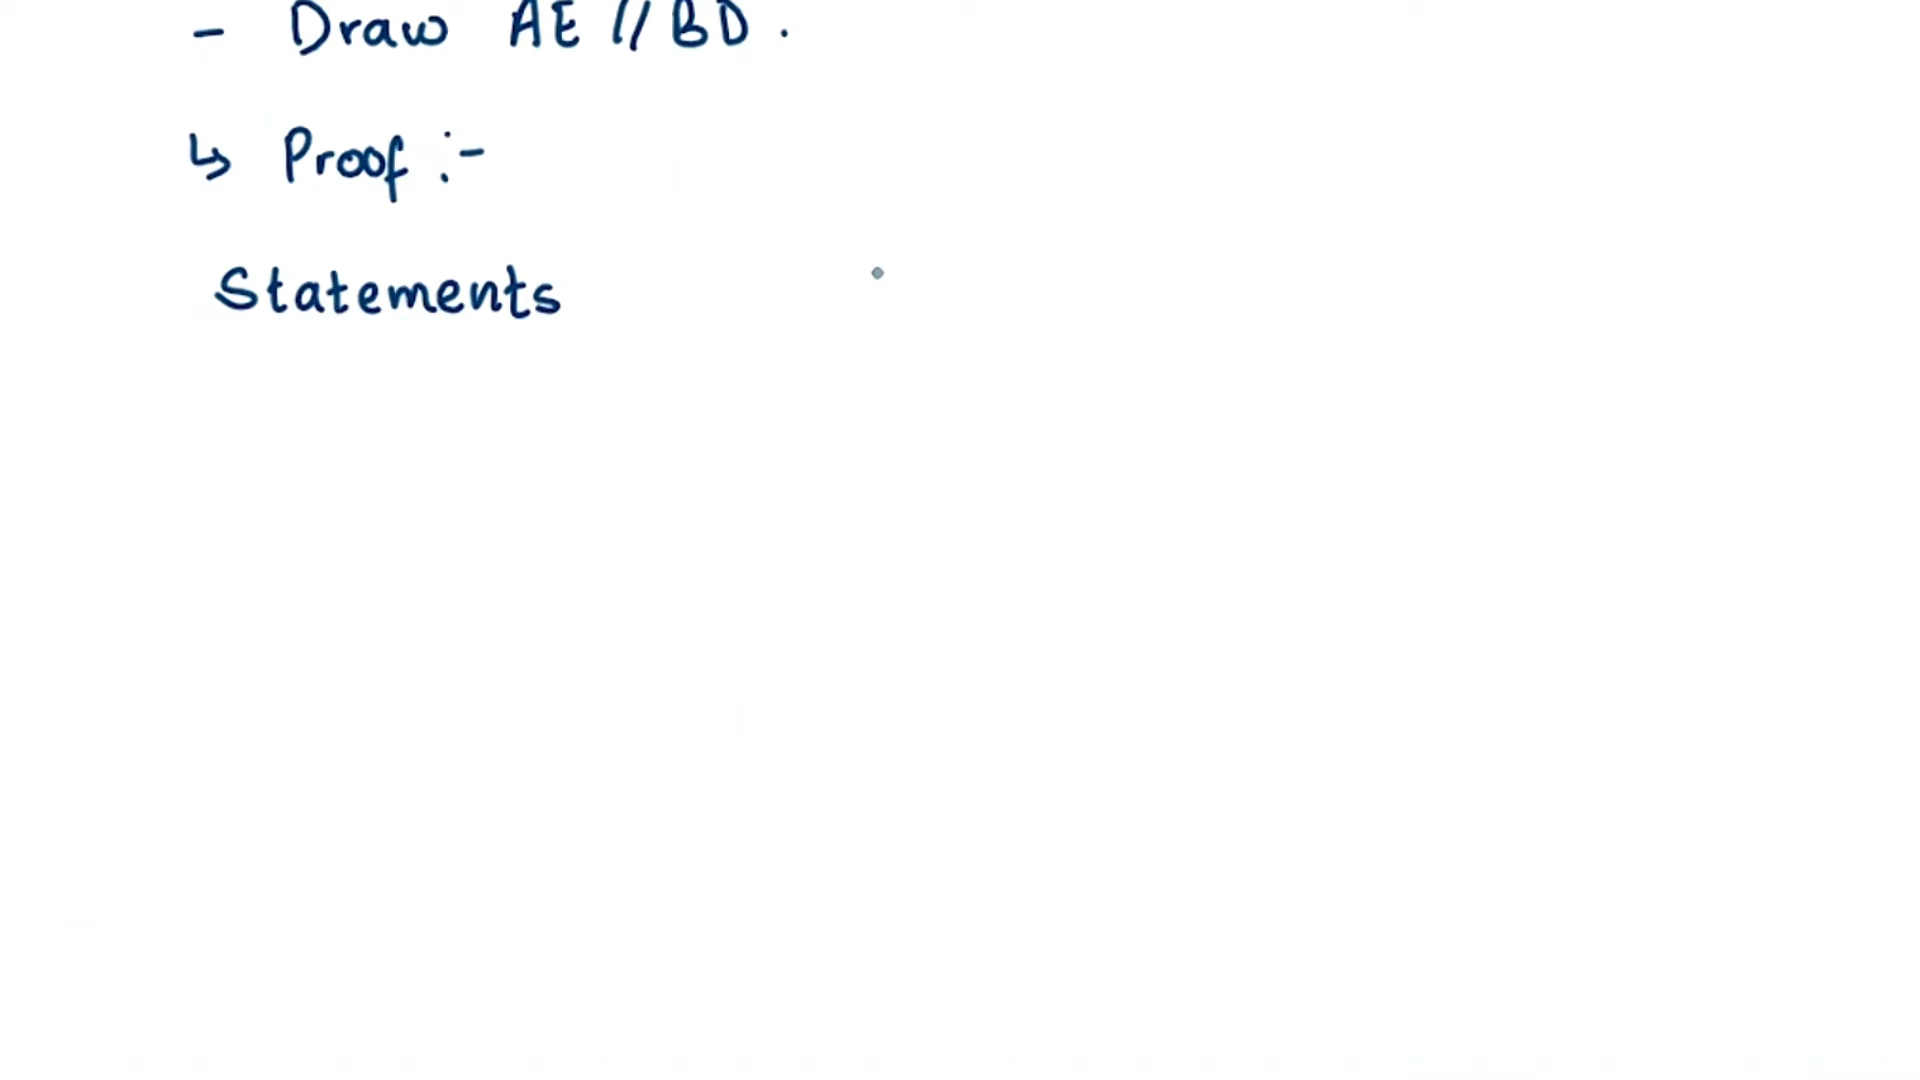 - Draw AE // BD .
↳ Proof :-
Statements